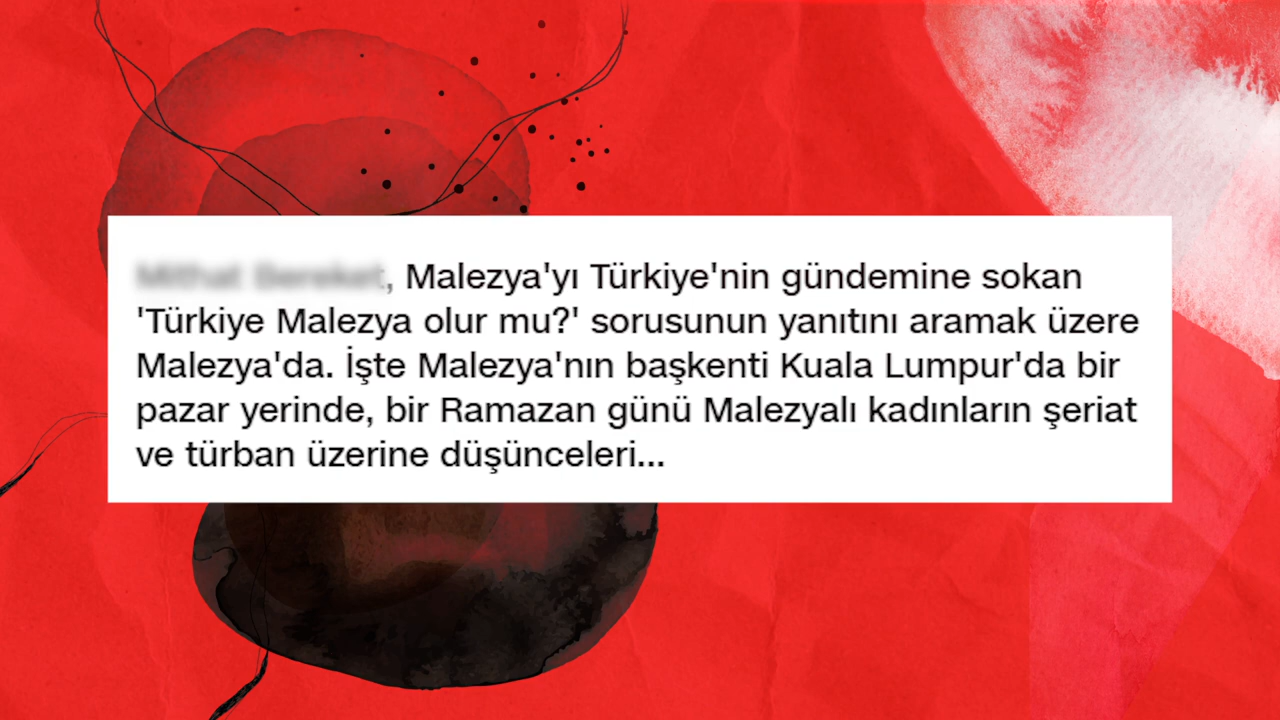 , Malezya'yı Türkiye'nin gündemine sokan
'Türkiye Malezya olur mu?' sorusunun yanıtını aramak üzere
Malezya'da. İşte Malezya'nın başkenti Kuala Lumpur'da bir
pazar yerinde, bir Ramazan günü Malezyalı kadınların şeriat
ve türban üzerine düşünceleri...